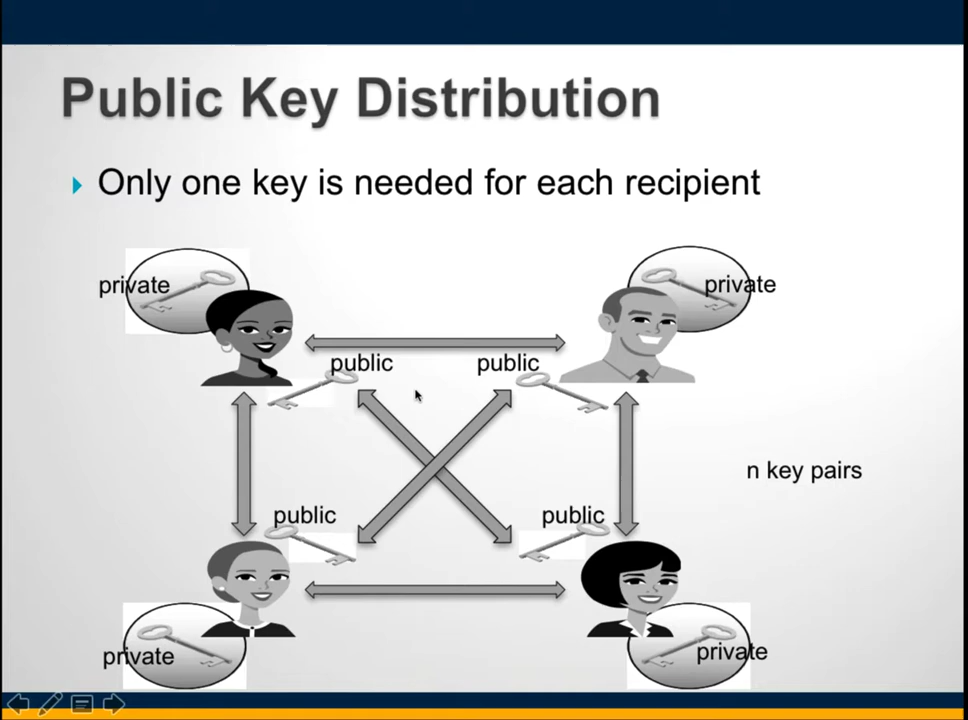 Public Key Distribution
Only one key is needed for each recipient
private
private
public
public
n key pairs
public
public
private
private